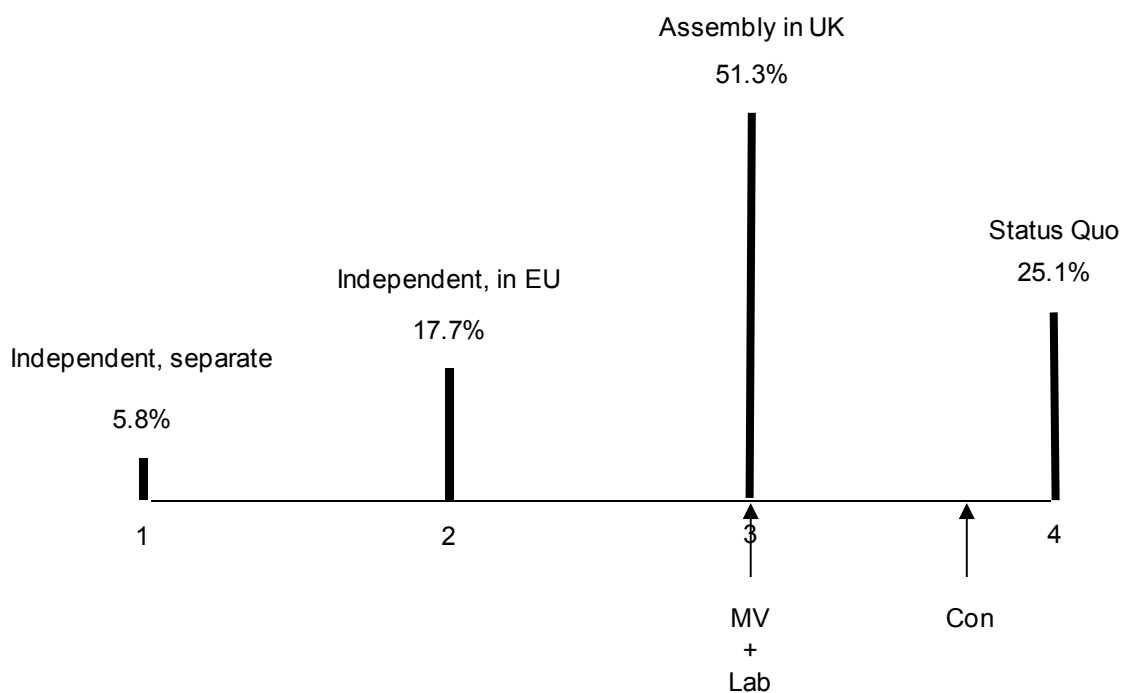 Assembly in UK
51.3%
Status Quo
25.1%
Independent, in EU
17.7%
Independent, separate
5.8%
1
2
3
4
MV
+
Lab
Con